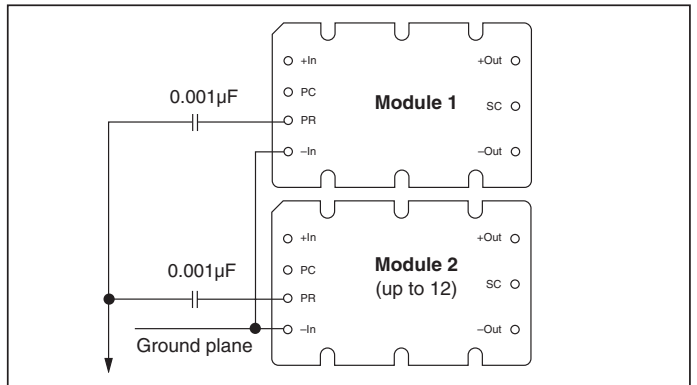 +In
+Out
0.001µF
PC
Module 1
SC
PR
–In
–Out
+In
+Out
0.001µF
PC
Module 2
(up to 12)
SC
PR
–In
–Out
Ground plane